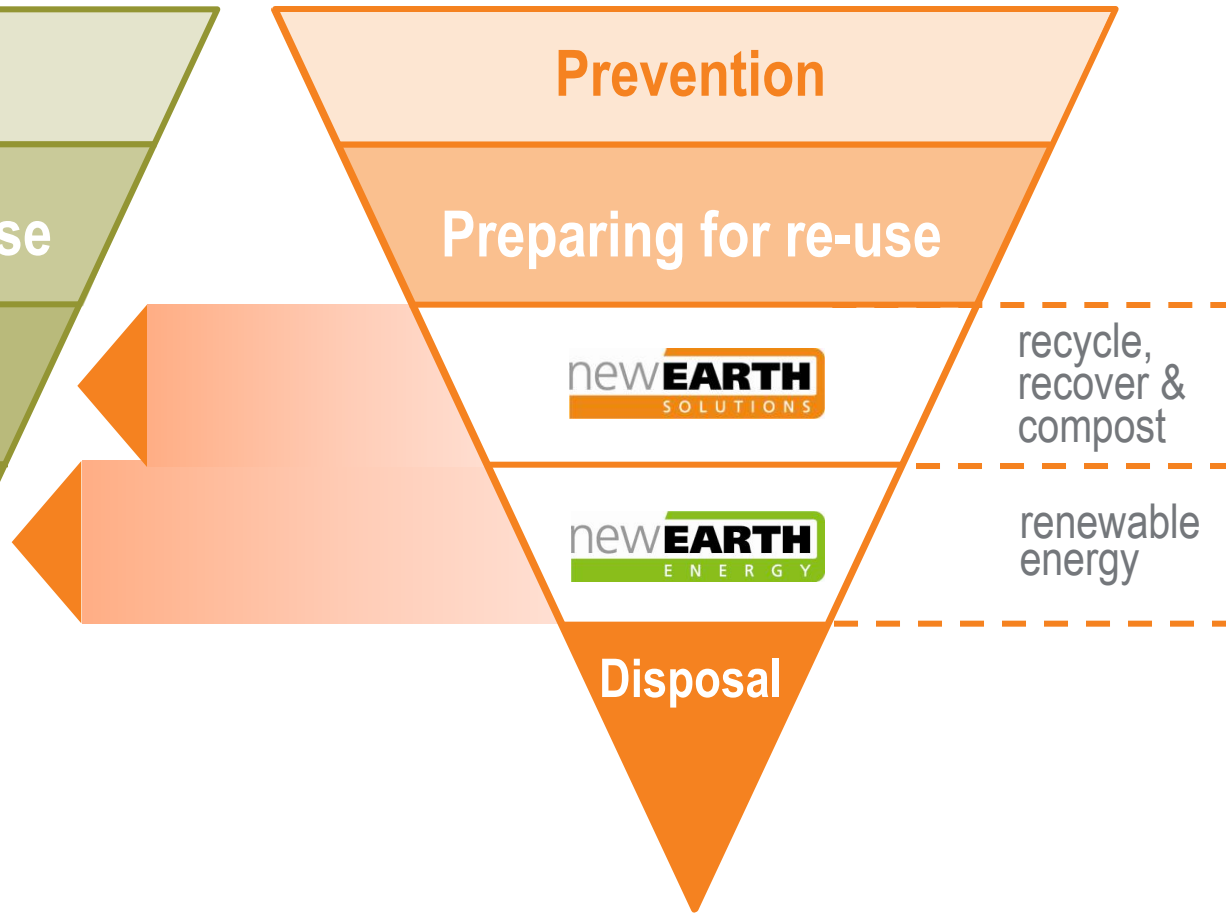 Prevention
se
Preparing for re-use
newEARTH
SOLUTIONS
recycle,
recover &
compost
newEARTH
ENERGY
renewable
energy
Disposal